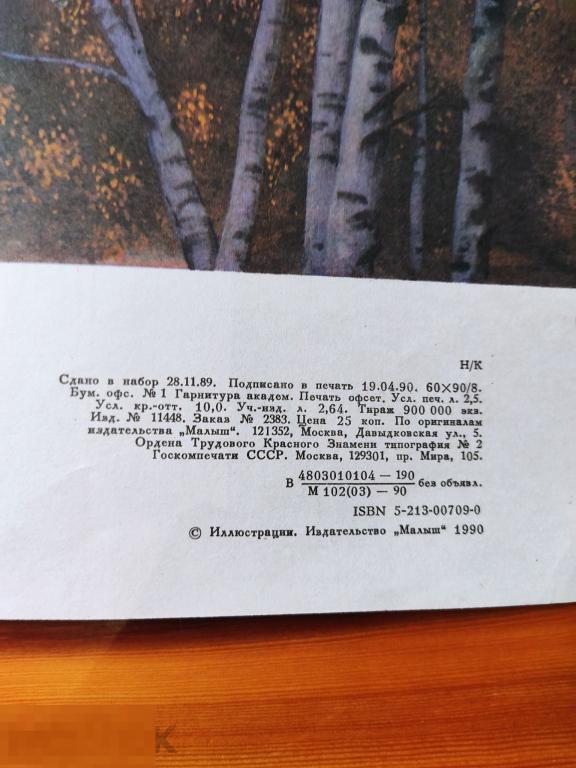 Н/К
Сдано в набор 28.11.89. Подписано в печать 19.04.90. 60×90/8.
Бум. офс. № 1 Гарнитура академ. Печать офсет. Усл. печ. л. 2,5.
Усл. кр.-отт. 10,0. Уч.-изд. л. 2,64. Тираж 900 000 экз.
Изд. № 11448. Заказ № 2383. Цена 25 коп. По оригиналам
издательства „Малыш“. 121352, Москва, Давыдковская ул., 5.
Ордена Трудового Красного Знамени типография № 2
Госкомпечати СССР. Москва, 129301, пр. Мира, 105.
В 4803010104 — 190 без объявл.
М 102(03) — 90
ISBN 5-213-00709-0
© Иллюстрации. Издательство „Малыш“ 1990